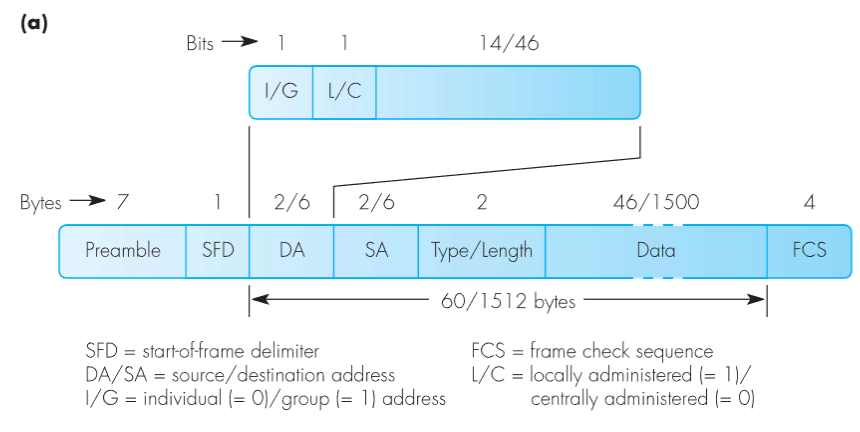 (a)
Bits → 1 1 14/46
I/G L/C
Bytes → 7 1 2/6 2/6 2 46/1500 4
Preamble SFD DA SA Type/Length Data FCS
60/1512 bytes
SFD = start-of-frame delimiter
DA/SA = source/destination address
I/G = individual (= 0)/group (= 1) address
FCS = frame check sequence
L/C = locally administered (= 1)/
centrally administered (= 0)